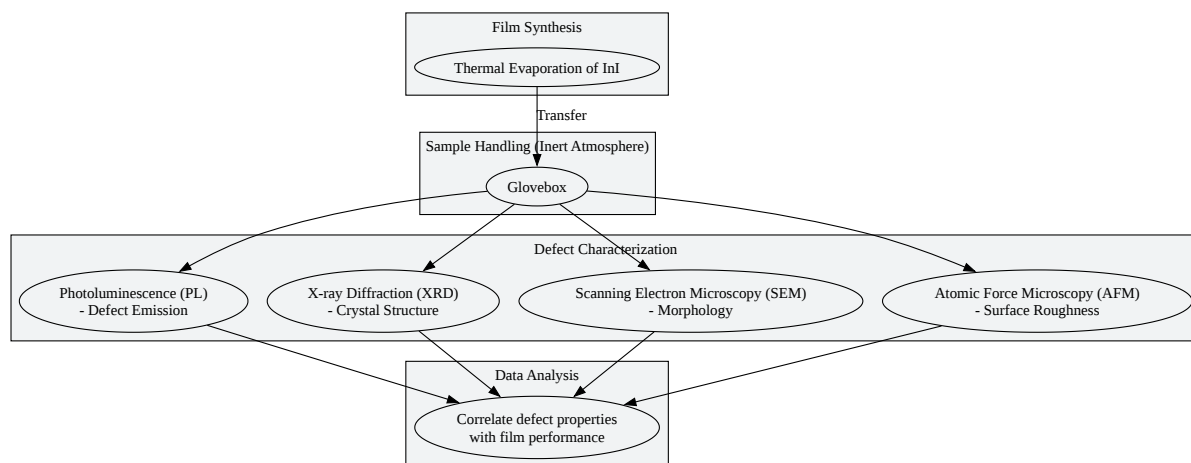 Film Synthesis
Thermal Evaporation of InI
Transfer
Sample Handling (Inert Atmosphere)
Glovebox
Defect Characterization
Photoluminescence (PL)
- Defect Emission
X-ray Diffraction (XRD)
- Crystal Structure
Scanning Electron Microscopy (SEM)
- Morphology
Atomic Force Microscopy (AFM)
- Surface Roughness
Data Analysis
Correlate defect properties
with film performance